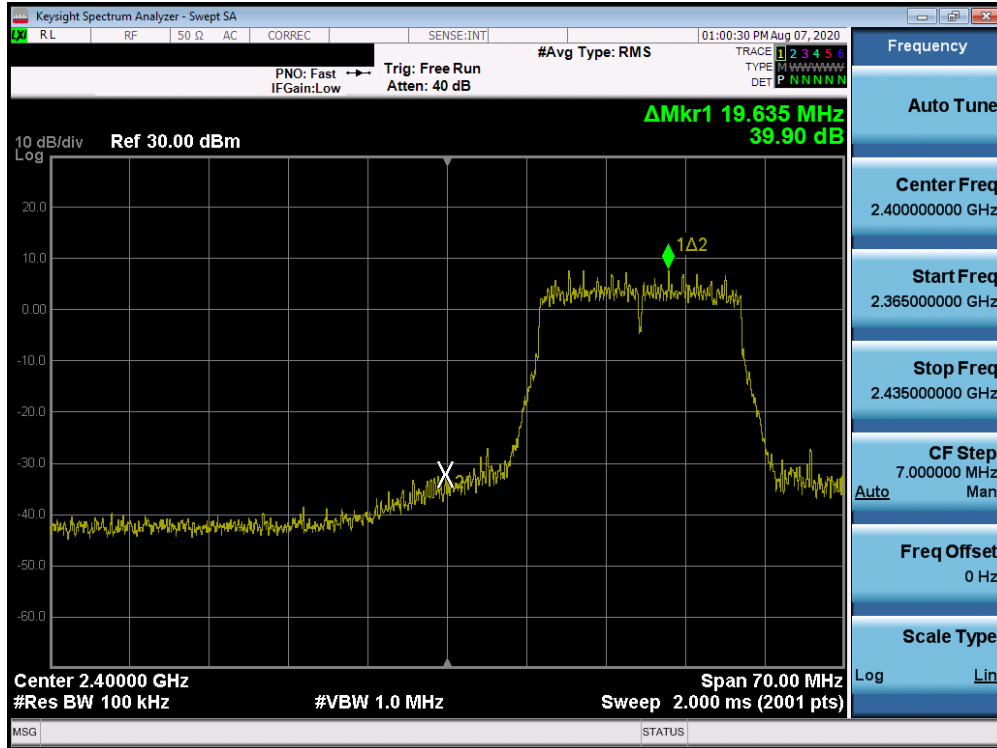 Keysight Spectrum Analyzer - Swept SA
LXI RL RF 50 Ω AC CORREC SENSE:INT 01:00:30 PM Aug 07, 2020
#Avg Type: RMS
TRACE 1 2 3 4 5 6
PNO: Fast Trig: Free Run
TYPE M W W W W W
IFGain:Low Atten: 40 dB
DET P N N N N N
ΔMkr1 19.635 MHz
39.90 dB
10 dB/div Ref 30.00 dBm
Log
20.0
1Δ2
10.0
0.00
-10.0
-20.0
-30.0
-40.0
-50.0
-60.0
Center 2.40000 GHz Span 70.00 MHz
#Res BW 100 kHz #VBW 1.0 MHz Sweep 2.000 ms (2001 pts)
MSG STATUS
Frequency
Auto Tune
Center Freq
2.400000000 GHz
Start Freq
2.365000000 GHz
Stop Freq
2.435000000 GHz
CF Step
7.000000 MHz
Auto Man
Freq Offset
0 Hz
Scale Type
Log Lin